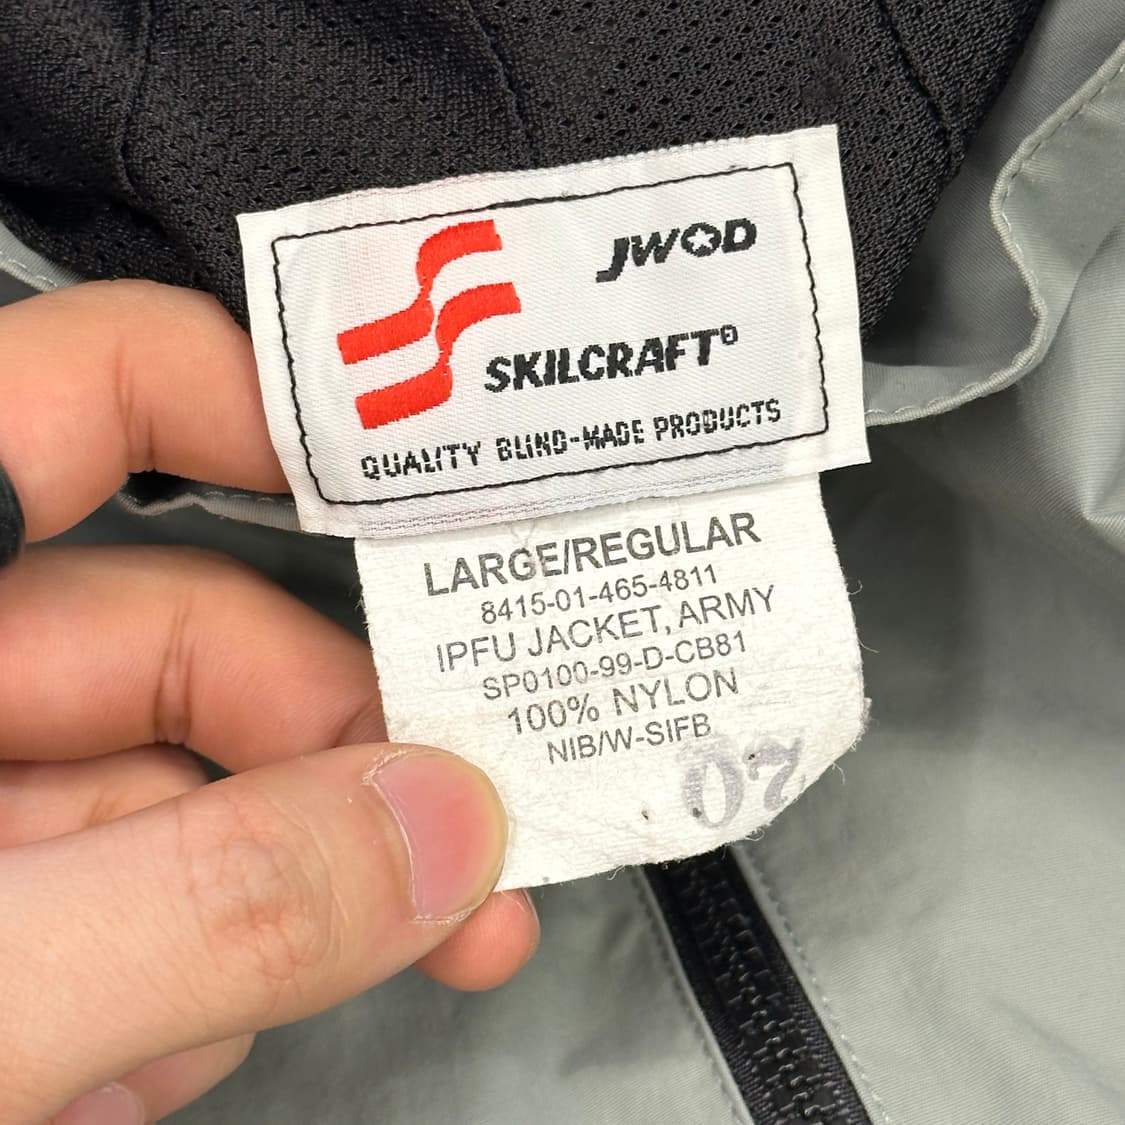 JWOD
SKILCRAFT®
QUALITY BLIND-MADE PRODUCTS
LARGE/REGULAR
8415-01-465-4811
IPFU JACKET, ARMY
SP0100-99-D-CB81
100% NYLON
NIB/W-SIFB
07